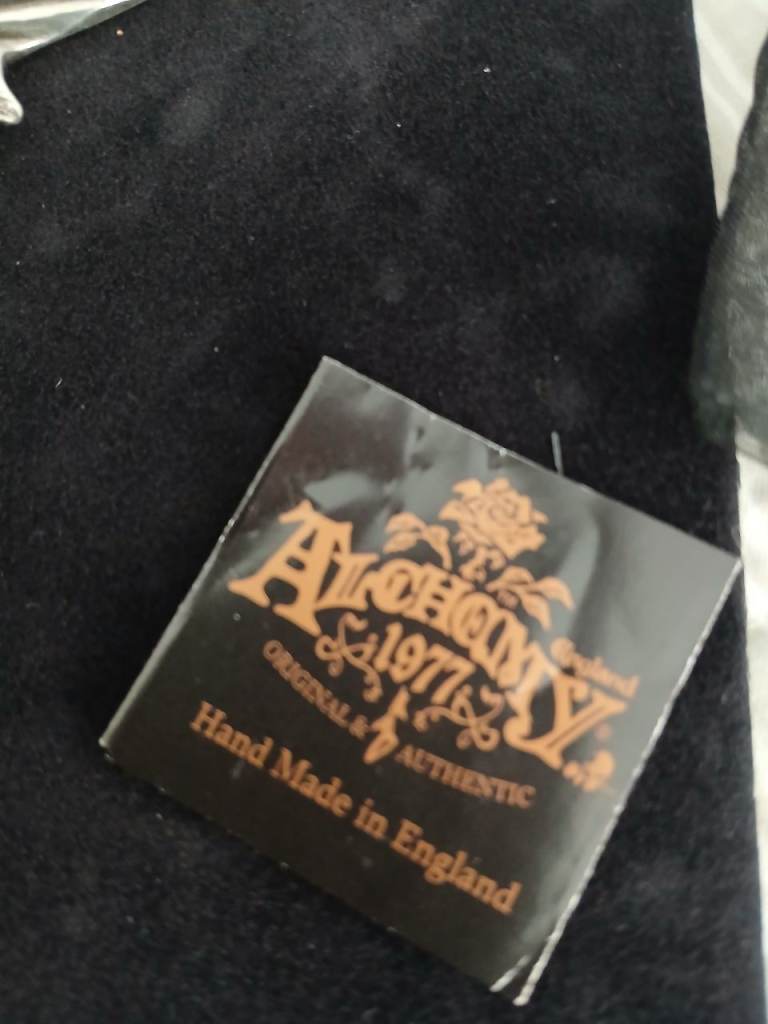 ALCHEMY
England
1977
ORIGINAL & AUTHENTIC
Hand Made in England